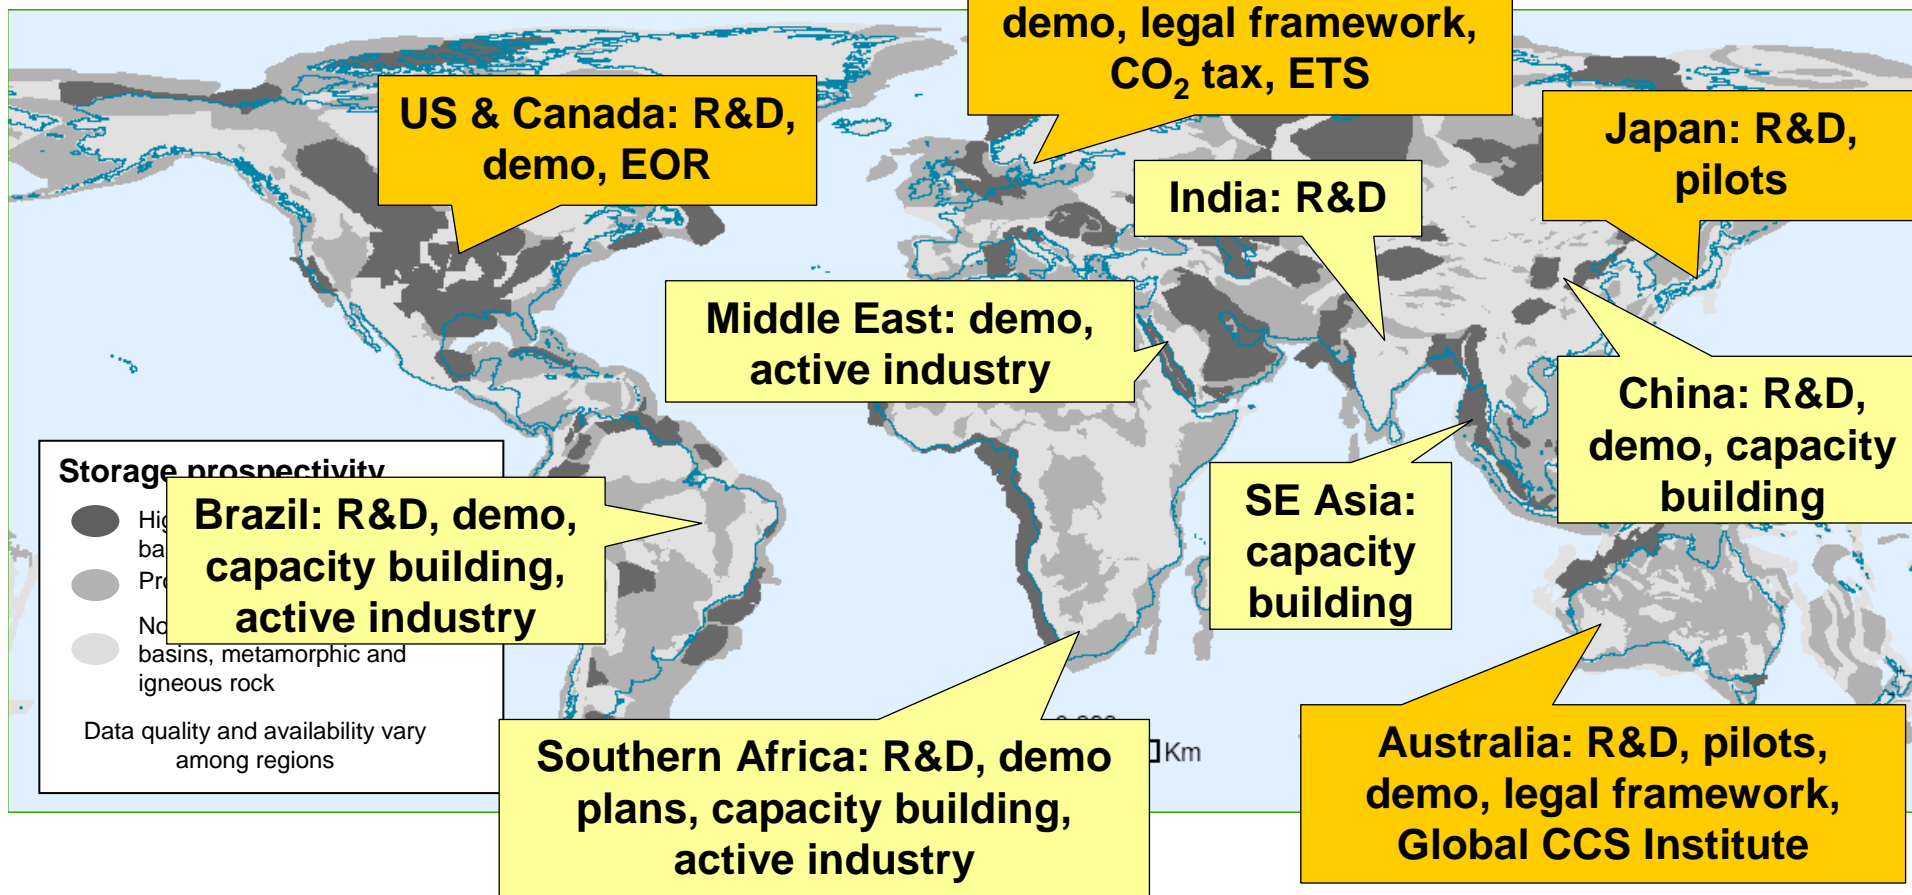 demo, legal framework,
CO₂ tax, ETS
US & Canada: R&D,
demo, EOR
Japan: R&D,
pilots
India: R&D
Middle East: demo,
active industry
China: R&D,
demo, capacity
building
Storage prospectivity
Brazil: R&D, demo,
capacity building,
active industry
SE Asia:
capacity
building
basins, metamorphic and
igneous rock
Data quality and availability vary
among regions
Km
Southern Africa: R&D, demo
plans, capacity building,
active industry
Australia: R&D, pilots,
demo, legal framework,
Global CCS Institute